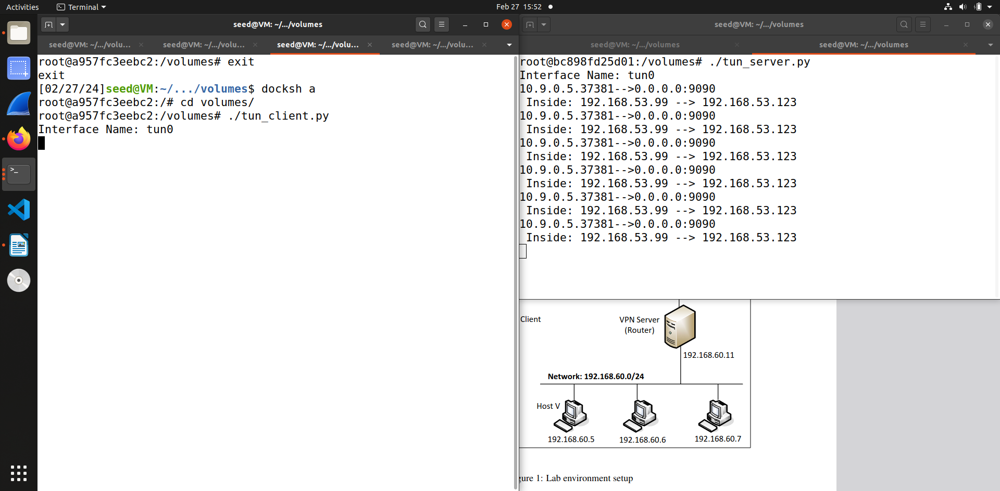 Activities
Terminal
Feb 27 15:52
seed@VM: ~/.../volumes
seed@VM: ~/.../volu...
seed@VM: ~/.../volu...
seed@VM: ~/.../volu...
seed@VM: ~/.../volu...
root@a957fc3eebc2:/volumes# exit
exit
[02/27/24]seed@VM:~/.../volumes$ docksh a
root@a957fc3eebc2:/# cd volumes/
root@a957fc3eebc2:/volumes# ./tun_client.py
Interface Name: tun0
seed@VM: ~/.../volumes
seed@VM: ~/.../volumes
seed@VM: ~/.../volumes
root@bc898fd25d01:/volumes# ./tun_server.py
Interface Name: tun0
10.9.0.5.37381-->0.0.0.0:9090
Inside: 192.168.53.99 --> 192.168.53.123
10.9.0.5.37381-->0.0.0.0:9090
Inside: 192.168.53.99 --> 192.168.53.123
10.9.0.5.37381-->0.0.0.0:9090
Inside: 192.168.53.99 --> 192.168.53.123
10.9.0.5.37381-->0.0.0.0:9090
Inside: 192.168.53.99 --> 192.168.53.123
10.9.0.5.37381-->0.0.0.0:9090
Inside: 192.168.53.99 --> 192.168.53.123
10.9.0.5.37381-->0.0.0.0:9090
Inside: 192.168.53.99 --> 192.168.53.123
Client
VPN Server
(Router)
192.168.60.11
Network: 192.168.60.0/24
Host V
192.168.60.5
192.168.60.6
192.168.60.7
gure 1: Lab environment setup